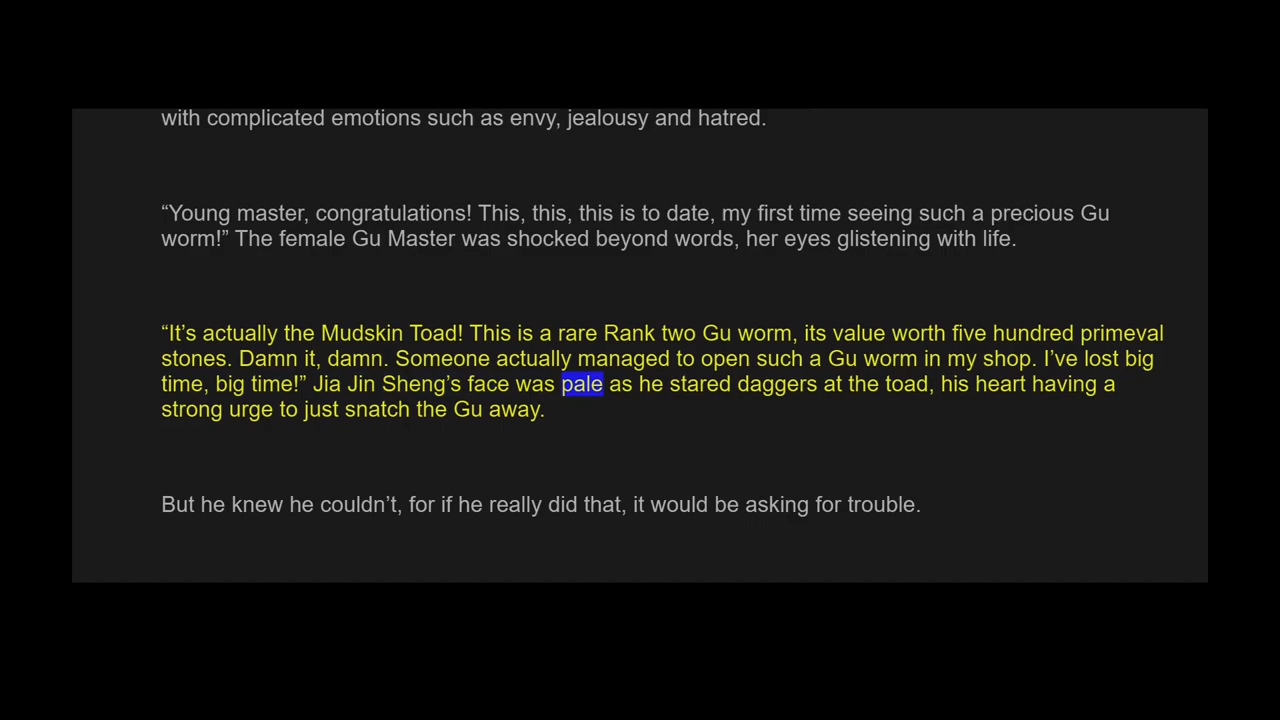 with complicated emotions such as envy, jealousy and hatred.
“Young master, congratulations! This, this, this is to date, my first time seeing such a precious Gu
worm!” The female Gu Master was shocked beyond words, her eyes glistening with life.
“It’s actually the Mudskin Toad! This is a rare Rank two Gu worm, its value worth five hundred primeval
stones. Damn it, damn. Someone actually managed to open such a Gu worm in my shop. I’ve lost big
time, big time!” Jia Jin Sheng’s face was pale as he stared daggers at the toad, his heart having a
strong urge to just snatch the Gu away.
But he knew he couldn’t, for if he really did that, it would be asking for trouble.